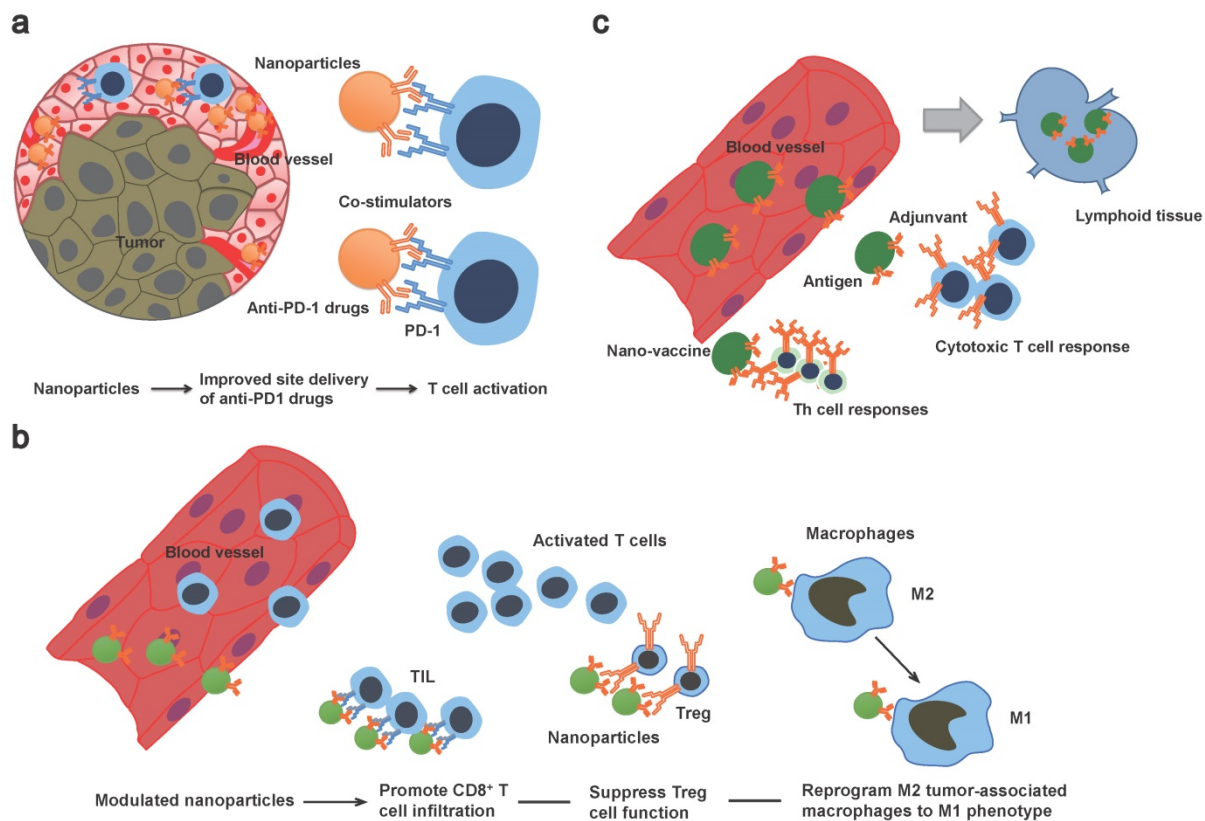 a
Nanoparticles
Blood vessel
Co-stimulators
Tumor
Anti-PD-1 drugs
PD-1
Nanoparticles
Improved site delivery
of anti-PD1 drugs
T cell activation
c
Blood vessel
Lymphoid tissue
Adjunvant
Antigen
Cytotoxic T cell response
Nano-vaccine
Th cell responses
b
Blood vessel
Activated T cells
Macrophages
M2
TIL
Treg
M1
Nanoparticles
Modulated nanoparticles
Promote CD8⁺ T
cell infiltration
Suppress Treg
cell function
Reprogram M2 tumor-associated
macrophages to M1 phenotype